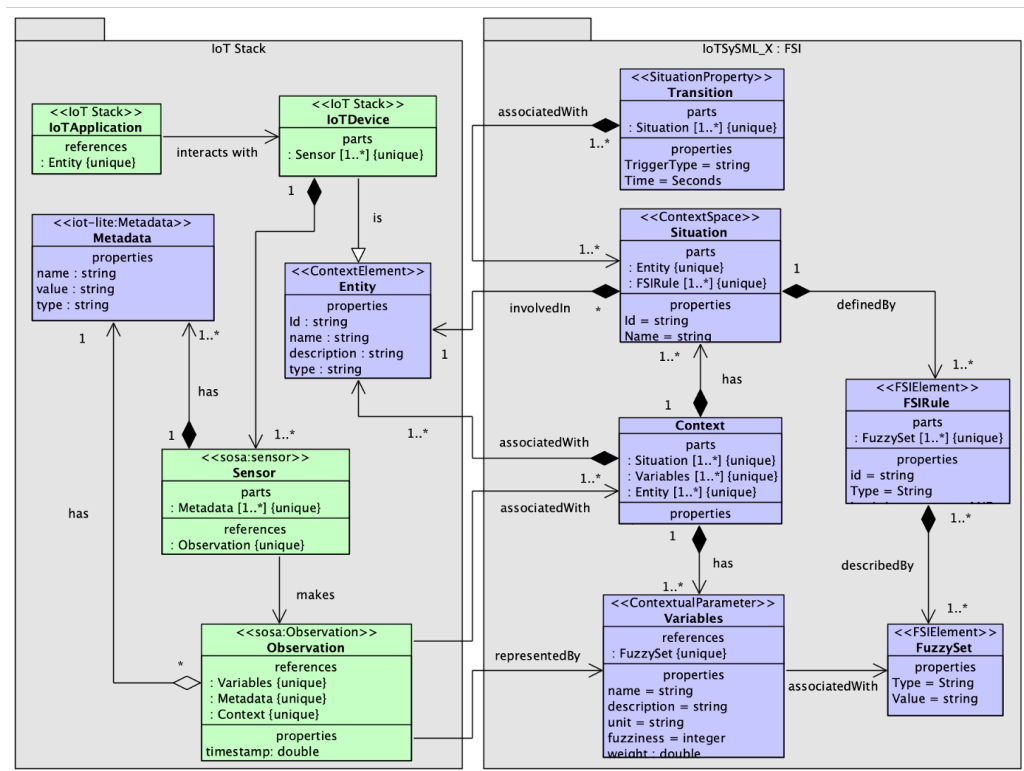 IoT Stack
<<IoT Stack>>
IoTApplication
references
: Entity {unique}
interacts with
<<IoT Stack>>
IoTDevice
parts
: Sensor [1..*] {unique}
1
is
<<iot-lite:Metadata>>
Metadata
properties
name : string
value : string
type : string
1
1..*
has
1
has
<<ContextElement>>
Entity
properties
Id : string
name : string
description : string
type : string
1
1..*
1..*
<<sosa:sensor>>
Sensor
parts
: Metadata [1..*] {unique}
references
: Observation {unique}
makes
*
<<sosa:Observation>>
Observation
references
: Variables {unique}
: Metadata {unique}
: Context {unique}
properties
timestamp: double
IoTSySML_X : FSI
<<SituationProperty>>
Transition
parts
: Situation [1..*] {unique}
properties
TriggerType = string
Time = Seconds
associatedWith
1..*
1..*
<<ContextSpace>>
Situation
parts
: Entity {unique}
: FSIRule [1..*] {unique}
properties
Id = string
Name = string
involvedIn
*
1
definedBy
1..*
1..*
has
1
Context
parts
: Situation [1..*] {unique}
: Variables [1..*] {unique}
: Entity [1..*] {unique}
properties
associatedWith
1..*
associatedWith
1
has
1..*
<<FSIElement>>
FSIRule
parts
: FuzzySet [1..*] {unique}
properties
id = string
Type = String
1..*
describedBy
1..*
<<ContextualParameter>>
Variables
references
: FuzzySet {unique}
properties
name = string
description = string
unit = string
fuzziness = integer
weight : double
representedBy
associatedWith
<<FSIElement>>
FuzzySet
properties
Type = String
Value = string